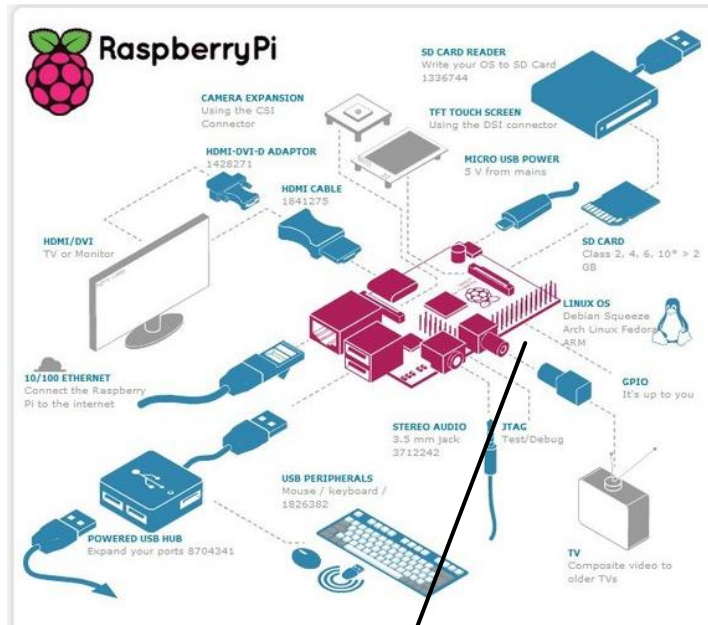 RaspberryPi
SD CARD READER
Write your OS to SD Card
1336744
CAMERA EXPANSION
Using the CSI
Connector
TFT TOUCH SCREEN
Using the DSI connector
HDMI-DVI-D ADAPTOR
1428271
MICRO USB POWER
5 V from mains
HDMI CABLE
1841275
HDMI/DVI
TV or Monitor
SD CARD
Class 2, 4, 6, 10* > 2
GB
LINUX OS
Debian Squeeze
Arch Linux Fedora
ARM
10/100 ETHERNET
Connect the Raspberry
Pi to the internet
GPIO
It's up to you
STEREO AUDIO
3.5 mm jack
3712242
JTAG
Test/Debug
USB PERIPHERALS
Mouse / keyboard /
1826382
POWERED USB HUB
Expand your ports 8704341
TV
Composite video to
older TVs